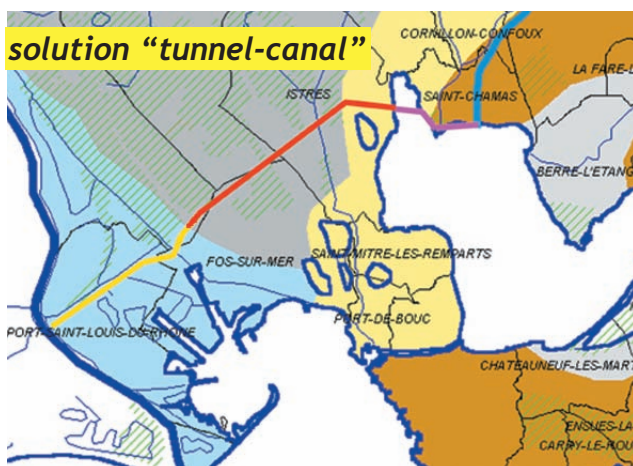 solution “tunnel-canal”
CORNILLON-CONFOUX
LA FARE-L
ISTRES
SAINT-CHAMAS
BERRE-L'ETANG
FOS-SUR-MER
SAINT-MITRE-LES-REMPARTS
PORT-SAINT-LOUIS-DU-RHONE
PORT-DE-BOUC
CHATEAUNEUF-LES-MART
ENSUES-LA
CARRY-LE-ROU